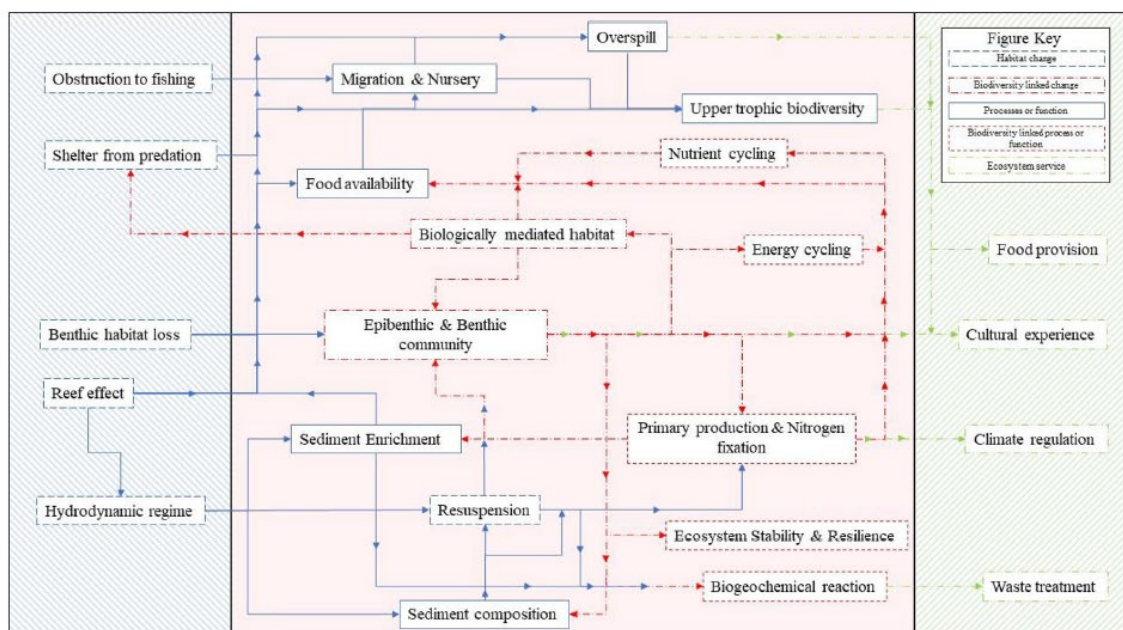 Overspill
Figure Key
Habitat change
Biodiversity linked change
Processes or function
Biodiversity linked process or
function
Ecosystem service
Obstruction to fishing
Migration & Nursery
Upper trophic biodiversity
Shelter from predation
Nutrient cycling
Food availability
Biologically mediated habitat
Energy cycling
Food provision
Benthic habitat loss
Epibenthic & Benthic
community
Cultural experience
Reef effect
Sediment Enrichment
Primary production & Nitrogen
fixation
Climate regulation
Hydrodynamic regime
Resuspension
Ecosystem Stability & Resilience
Biogeochemical reaction
Waste treatment
Sediment composition